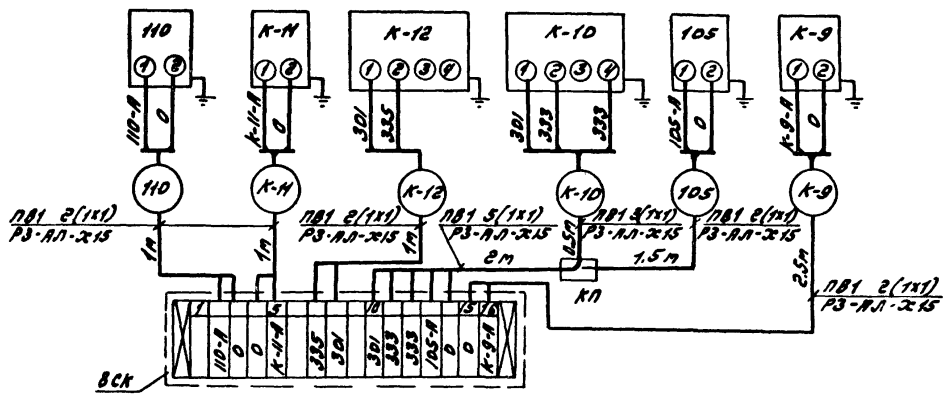 110 К-11 К-12 К-10 105 К-9
1 2 1 2 1 2 3 4 1 2 3 4 1 2 1 2
110-А 0 К-11-А 0 301 335 301 333 333 105-А 0 К-9-А 0
110 К-11 К-12 К-10 105 К-9
ПВ1 2(1х1) ПВ1 2(1х1) ПВ1 5(1х1) ПВ1 3(1х1) ПВ1 2(1х1)
РЗ-АЛ-Х15 РЗ-АЛ-Х15 РЗ-АЛ-Х15 РЗ-АЛ-Х15 РЗ-АЛ-Х15
1м 1м 1м 2м 0.5м 1.5м 2.5м
КП
ПВ1 2(1х1)
РЗ-АЛ-Х15
1 5 10 15 16
110-А 0 0 К-11-А 335 301 301 333 333 105-А 0 0 К-9-А
ВСК